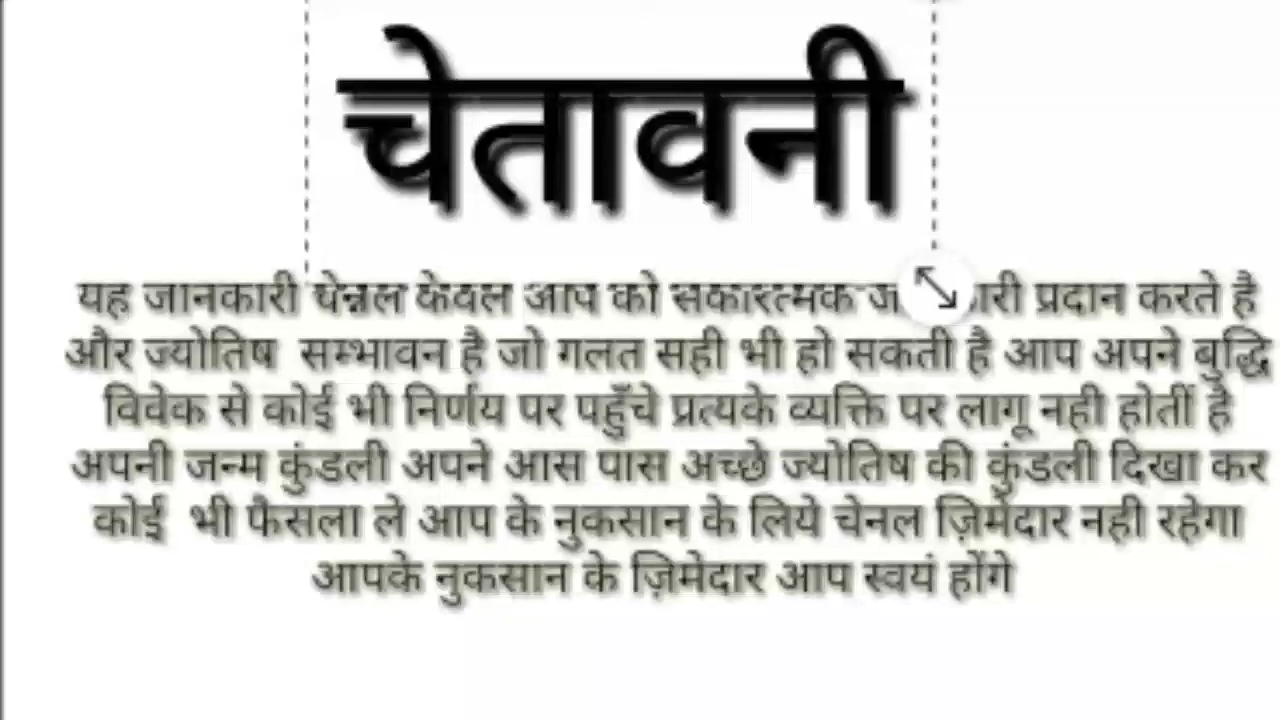 चेतावनी
यह जानकारी चेन्नल केवल आप को सकारत्मक प्रदान करते है
और ज्योतिष सम्भावन है जो गलत सही भी हो सकती है आप अपने बुद्धि
विवेक से कोई भी निर्णय पर पहुँचे प्रत्यके व्यक्ति पर लागू नही होतीं है
अपनी जन्म कुंडली अपने आस पास अच्छे ज्योतिष की कुंडली दिखा कर
कोई भी फैसला ले आप के नुकसान के लिये चेनल ज़िमेदार नही रहेगा
आपके नुकसान के ज़िमेदार आप स्वयं होंगे